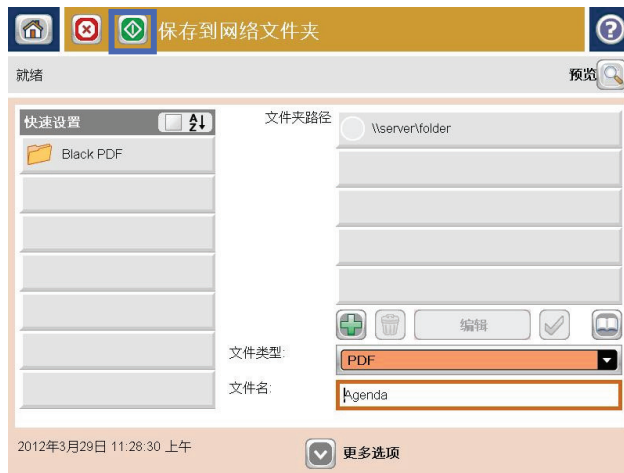 保存到网络文件夹
就绪
预览
快速设置
文件夹路径
\\server\folder
Black PDF
编辑
文件类型:
PDF
文件名:
Agenda
2012年3月29日 11:28:30 上午
更多选项